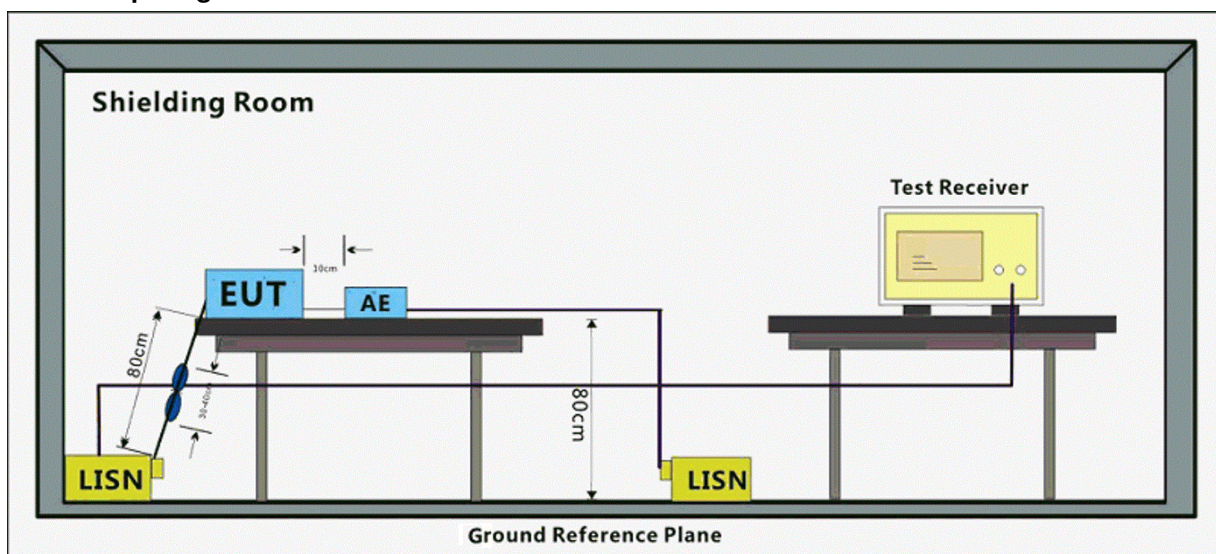 Shielding Room
Test Receiver
10cm
EUT
AE
80cm
30-40cm
80cm
LISN
LISN
Ground Reference Plane